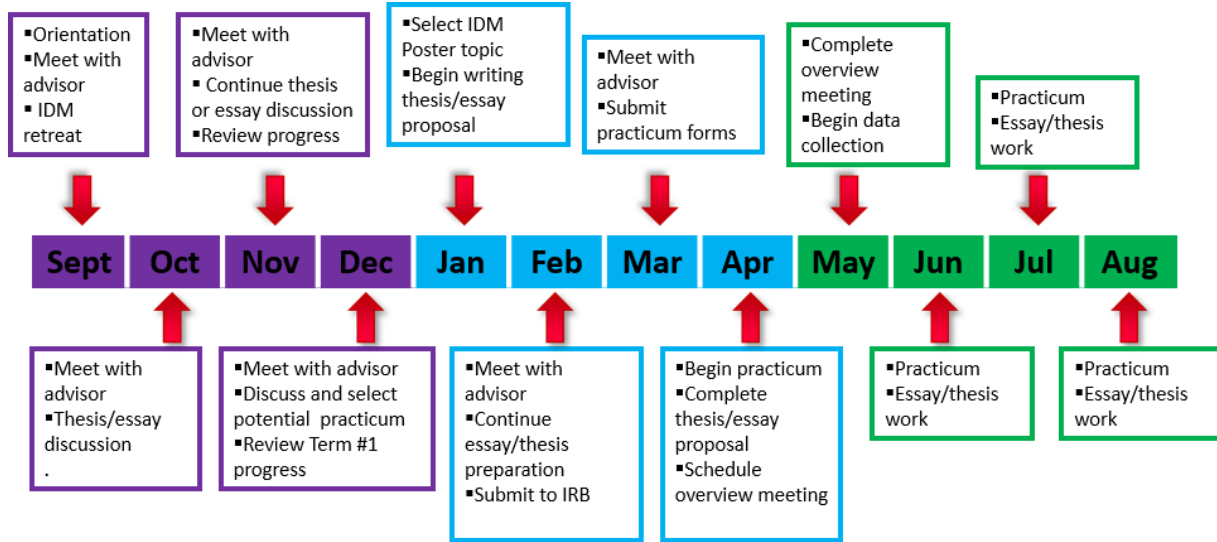 ▪Orientation
▪Meet with
advisor
▪ IDM
retreat
▪Meet with
advisor
▪ Continue thesis
or essay discussion
▪Review progress
▪Select IDM
Poster topic
▪Begin writing
thesis/essay
proposal
▪Meet with
advisor
▪Submit
practicum forms
▪Complete
overview
meeting
▪Begin data
collection
▪Practicum
▪Essay/thesis
work
Sept Oct Nov Dec Jan Feb Mar Apr May Jun Jul Aug
▪Meet with
advisor
▪Thesis/essay
discussion
.
▪Meet with advisor
▪Discuss and select
potential practicum
▪Review Term #1
progress
▪Meet with
advisor
▪Continue
essay/thesis
preparation
▪Submit to IRB
▪Begin practicum
▪Complete
thesis/essay
proposal
▪Schedule
overview meeting
▪Practicum
▪Essay/thesis
work
▪Practicum
▪Essay/thesis
work